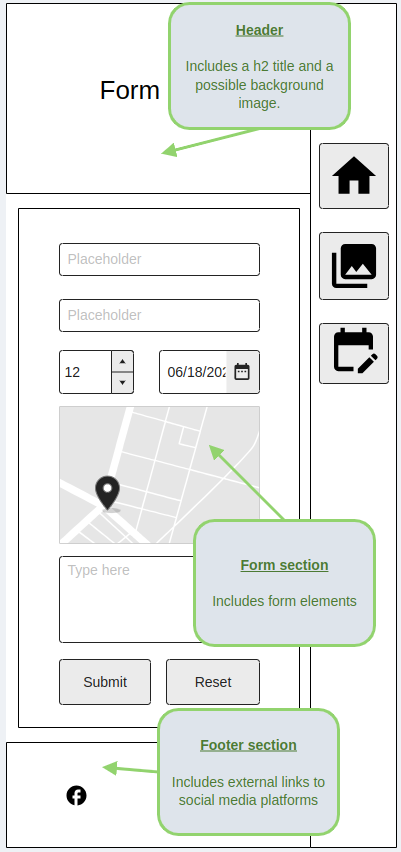 Header
Includes a h2 title and a
possible background
image.
Form
Placeholder
Placeholder
12
06/18/202
Form section
Includes form elements
Type here
Submit
Reset
Footer section
Includes external links to
social media platforms